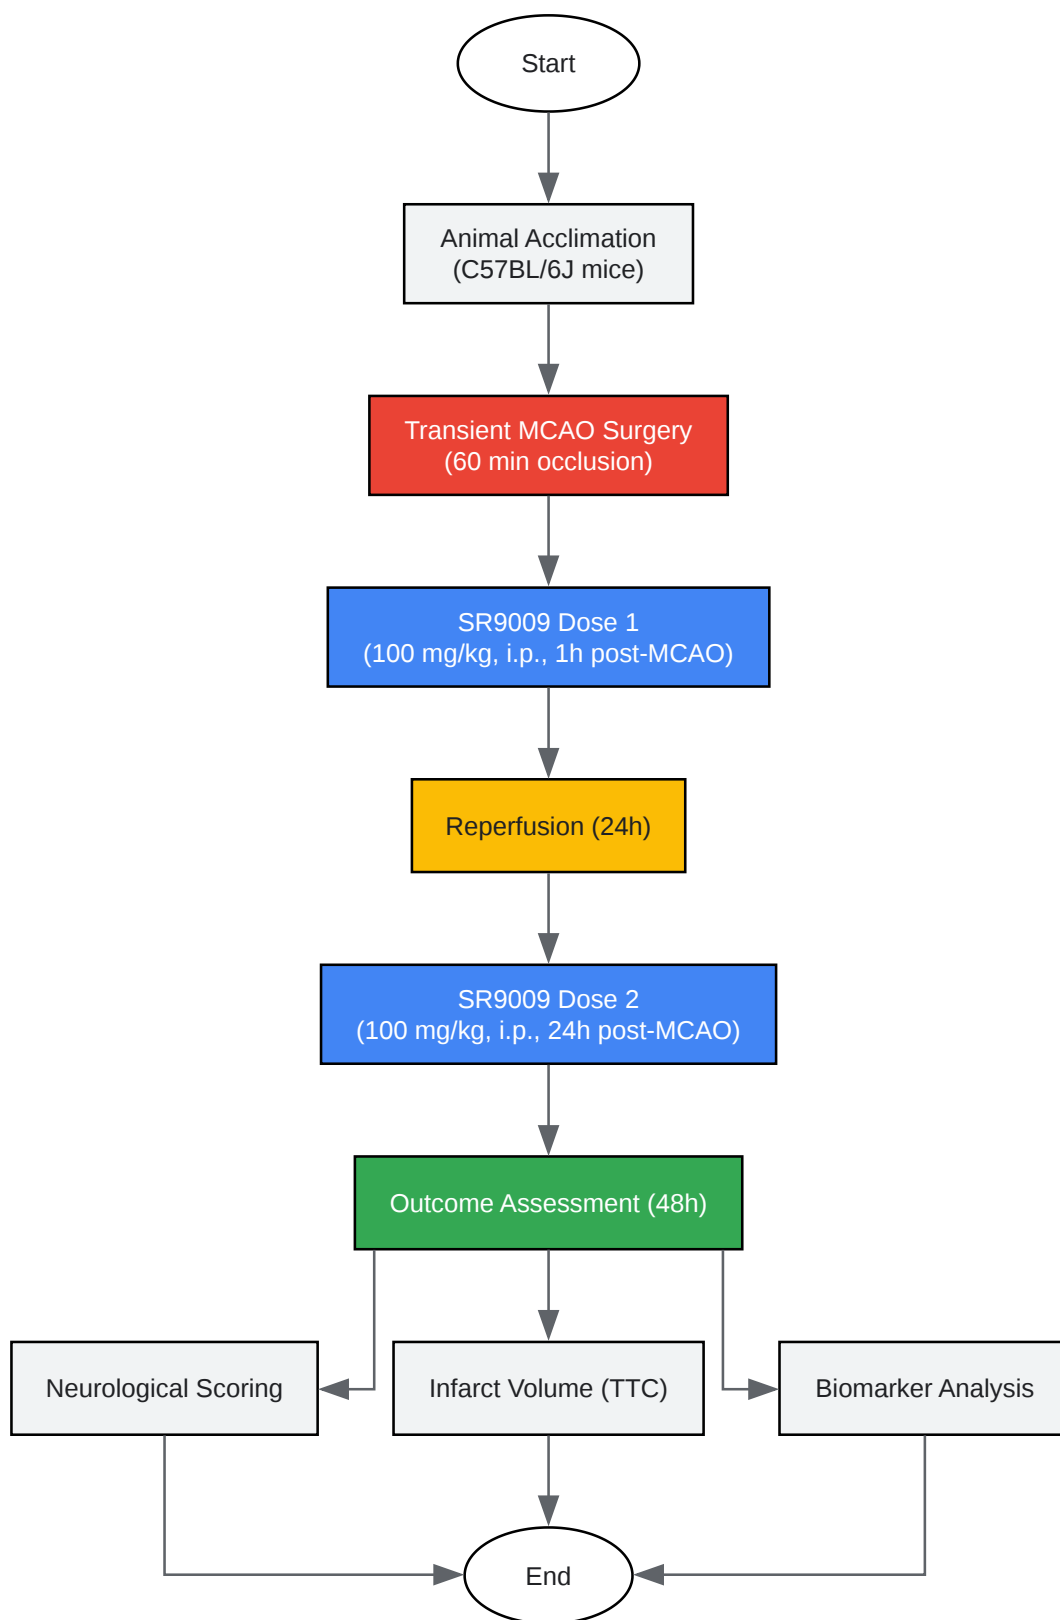 Start
Animal Acclimation
(C57BL/6J mice)
Transient MCAO Surgery
(60 min occlusion)
SR9009 Dose 1
(100 mg/kg, i.p., 1h post-MCAO)
Reperfusion (24h)
SR9009 Dose 2
(100 mg/kg, i.p., 24h post-MCAO)
Outcome Assessment (48h)
Neurological Scoring
Infarct Volume (TTC)
Biomarker Analysis
End